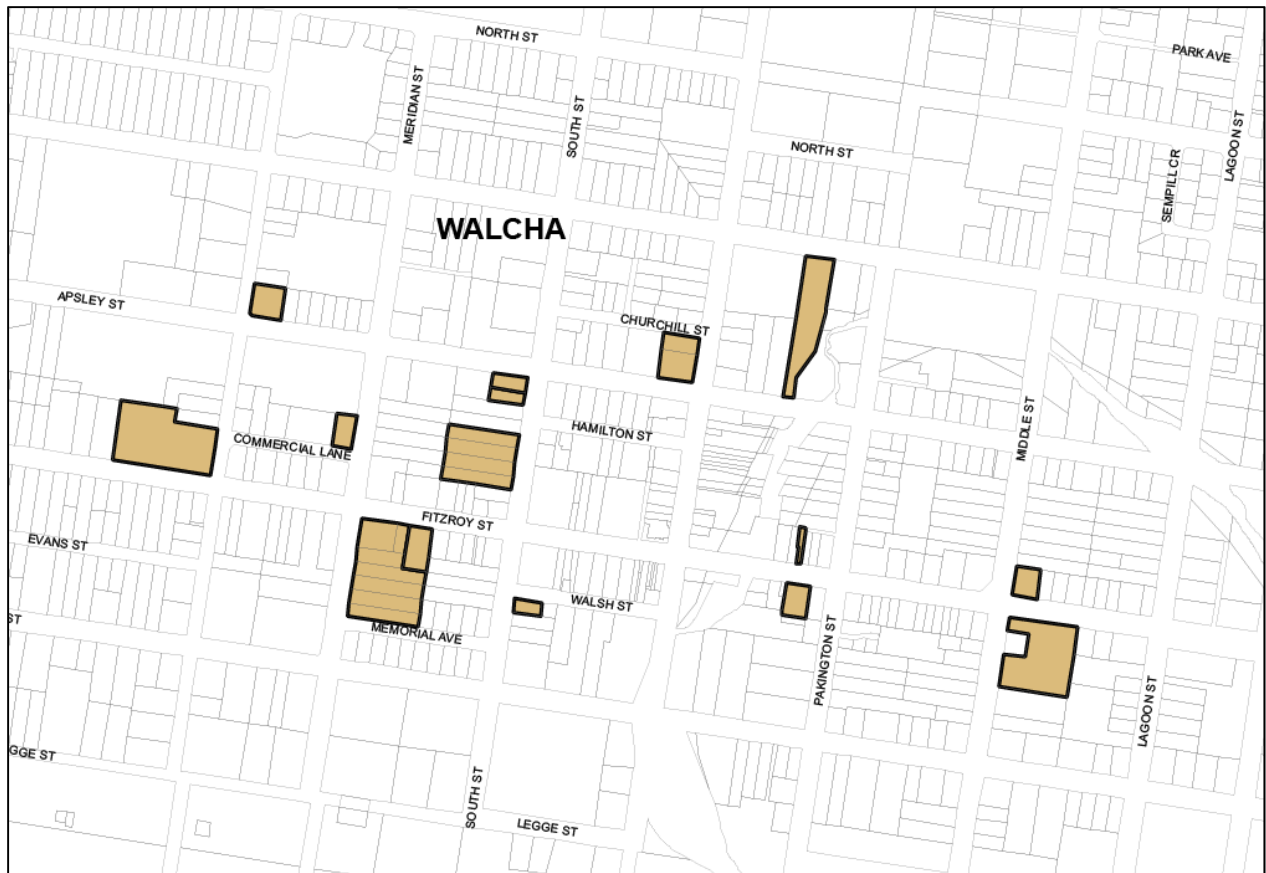 NORTH ST
PARK AVE
MERIDIAN ST
SOUTH ST
LAGOON ST
NORTH ST
SEMPILL CR
WALCHA
APSLEY ST
CHURCHILL ST
MIDDLE ST
HAMILTON ST
COMMERCIAL LANE
FITZROY ST
EVANS ST
WALSH ST
ST
MEMORIAL AVE
PAKINGTON ST
LAGOON ST
GGE ST
SOUTH ST
LEGGE ST